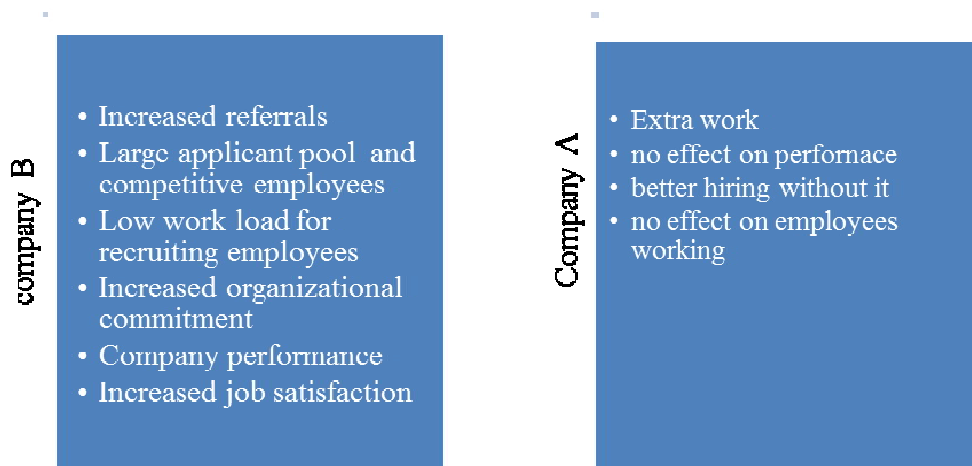 company B
• Increased referrals
• Large applicant pool and
competitive employees
• Low work load for
recruiting employees
• Increased organizational
commitment
• Company performance
• Increased job satisfaction
Company A
• Extra work
• no effect on perfornace
• better hiring without it
• no effect on employees
working